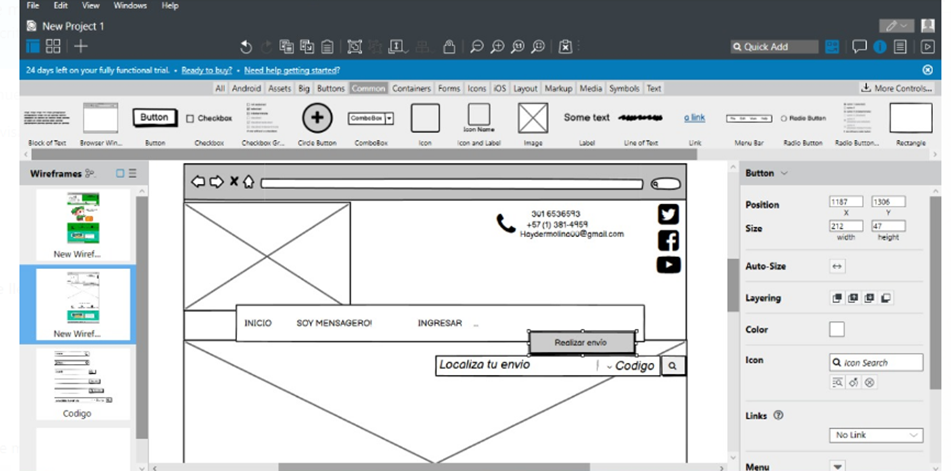 File Edit View Windows Help
New Project 1
Quick Add
24 days left on your fully functional trial. • Ready to buy? • Need help getting started?
All Android Assets Big Buttons Common Containers Forms Icons iOS Layout Markup Media Symbols Text
More Controls...
Button
Checkbox
ComboBox
Icon Name
Some text
a link
Radio Button
Block of Text Browser Win... Button Checkbox Checkbox Gr... Circle Button ComboBox Icon Icon and Label Image Label Line of Text Link Menu Bar Radio Button Radio Button... Rectangle
Wireframes
New Wiref...
New Wiref...
Codigo
301 6536593
+57 (1) 381-4959
Haydermolina00@gmail.com
INICIO SOY MENSAGERO! INGRESAR ...
Realizar envio
Localiza tu envio Codigo
Button
Position
1187 1306
X Y
Size
212 47
width height
Auto-Size
Layering
Color
Icon
Icon Search
Links
No Link
Menu